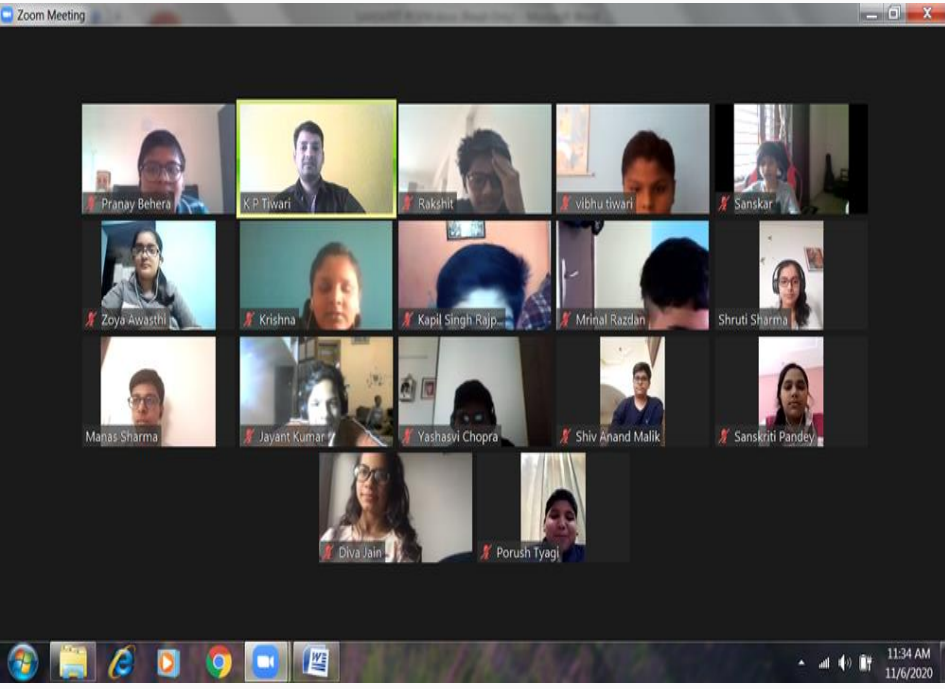 Zoom Meeting
Pranay Behera
K P Tiwari
Rakshit
vibhu tiwari
Sanskar
Zoya Awasthi
Krishna
Kapil Singh Rajp...
Mrinal Razdan
Shruti Sharma
Manas Sharma
Jayant Kumar
Yashasvi Chopra
Shiv Anand Malik
Sanskriti Pandey
Diva Jain
Porush Tyagi
11:34 AM
11/6/2020